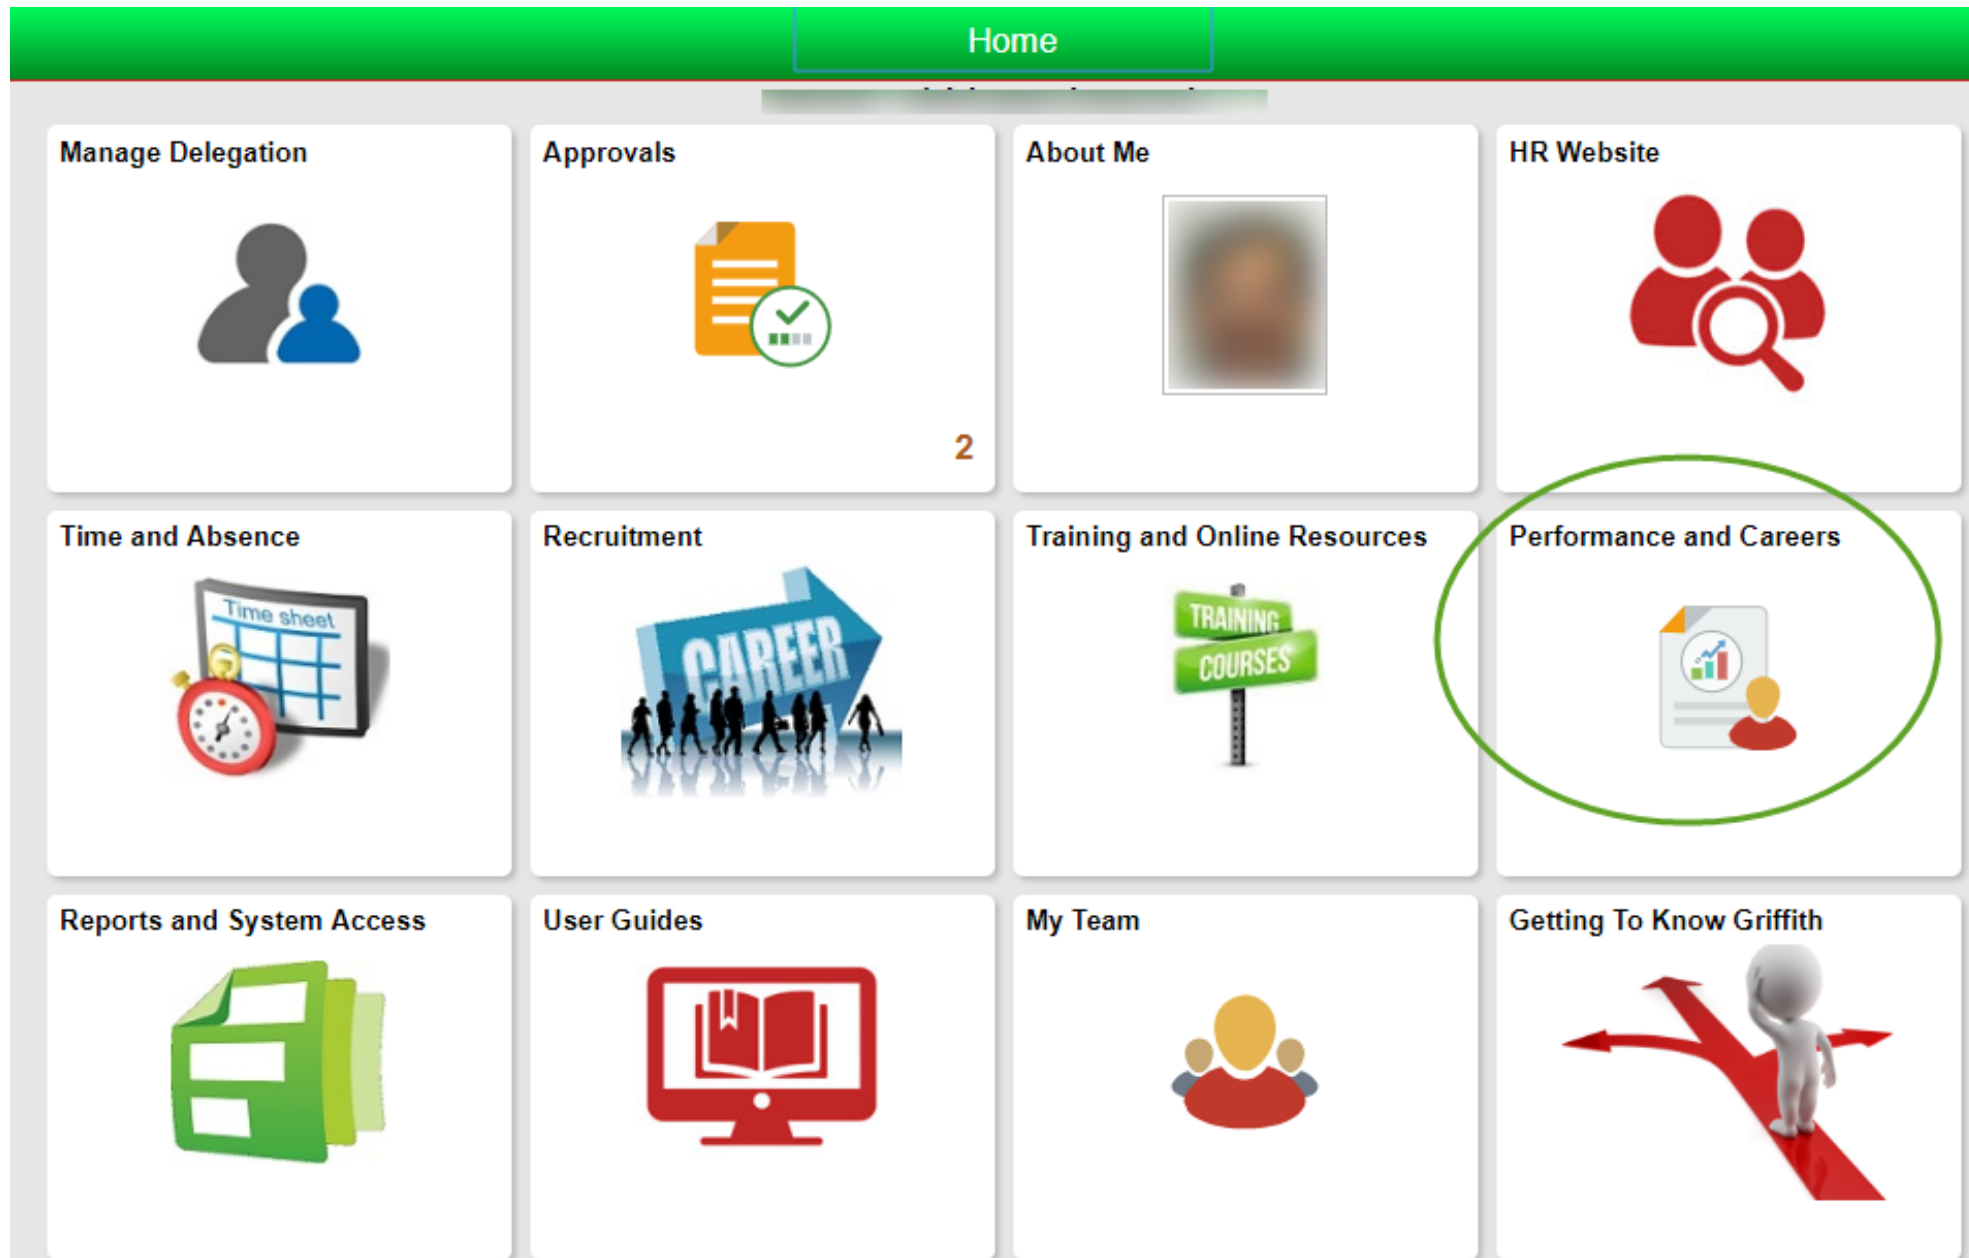 Home
Manage Delegation
Approvals
About Me
HR Website
2
Time and Absence
Recruitment
Training and Online Resources
Performance and Careers
Time sheet
CAREER
TRAINING
COURSES
Reports and System Access
User Guides
My Team
Getting To Know Griffith